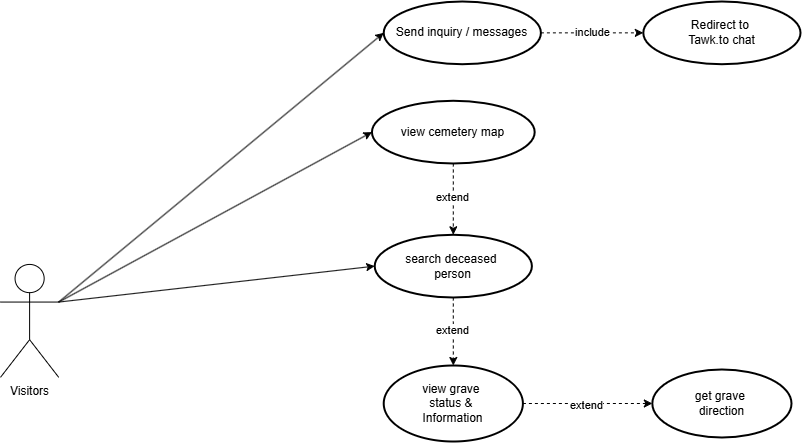 Send inquiry / messages
include
Redirect to
Tawk.to chat
view cemetery map
extend
search deceased
person
extend
Visitors
view grave
status &
Information
extend
get grave
direction